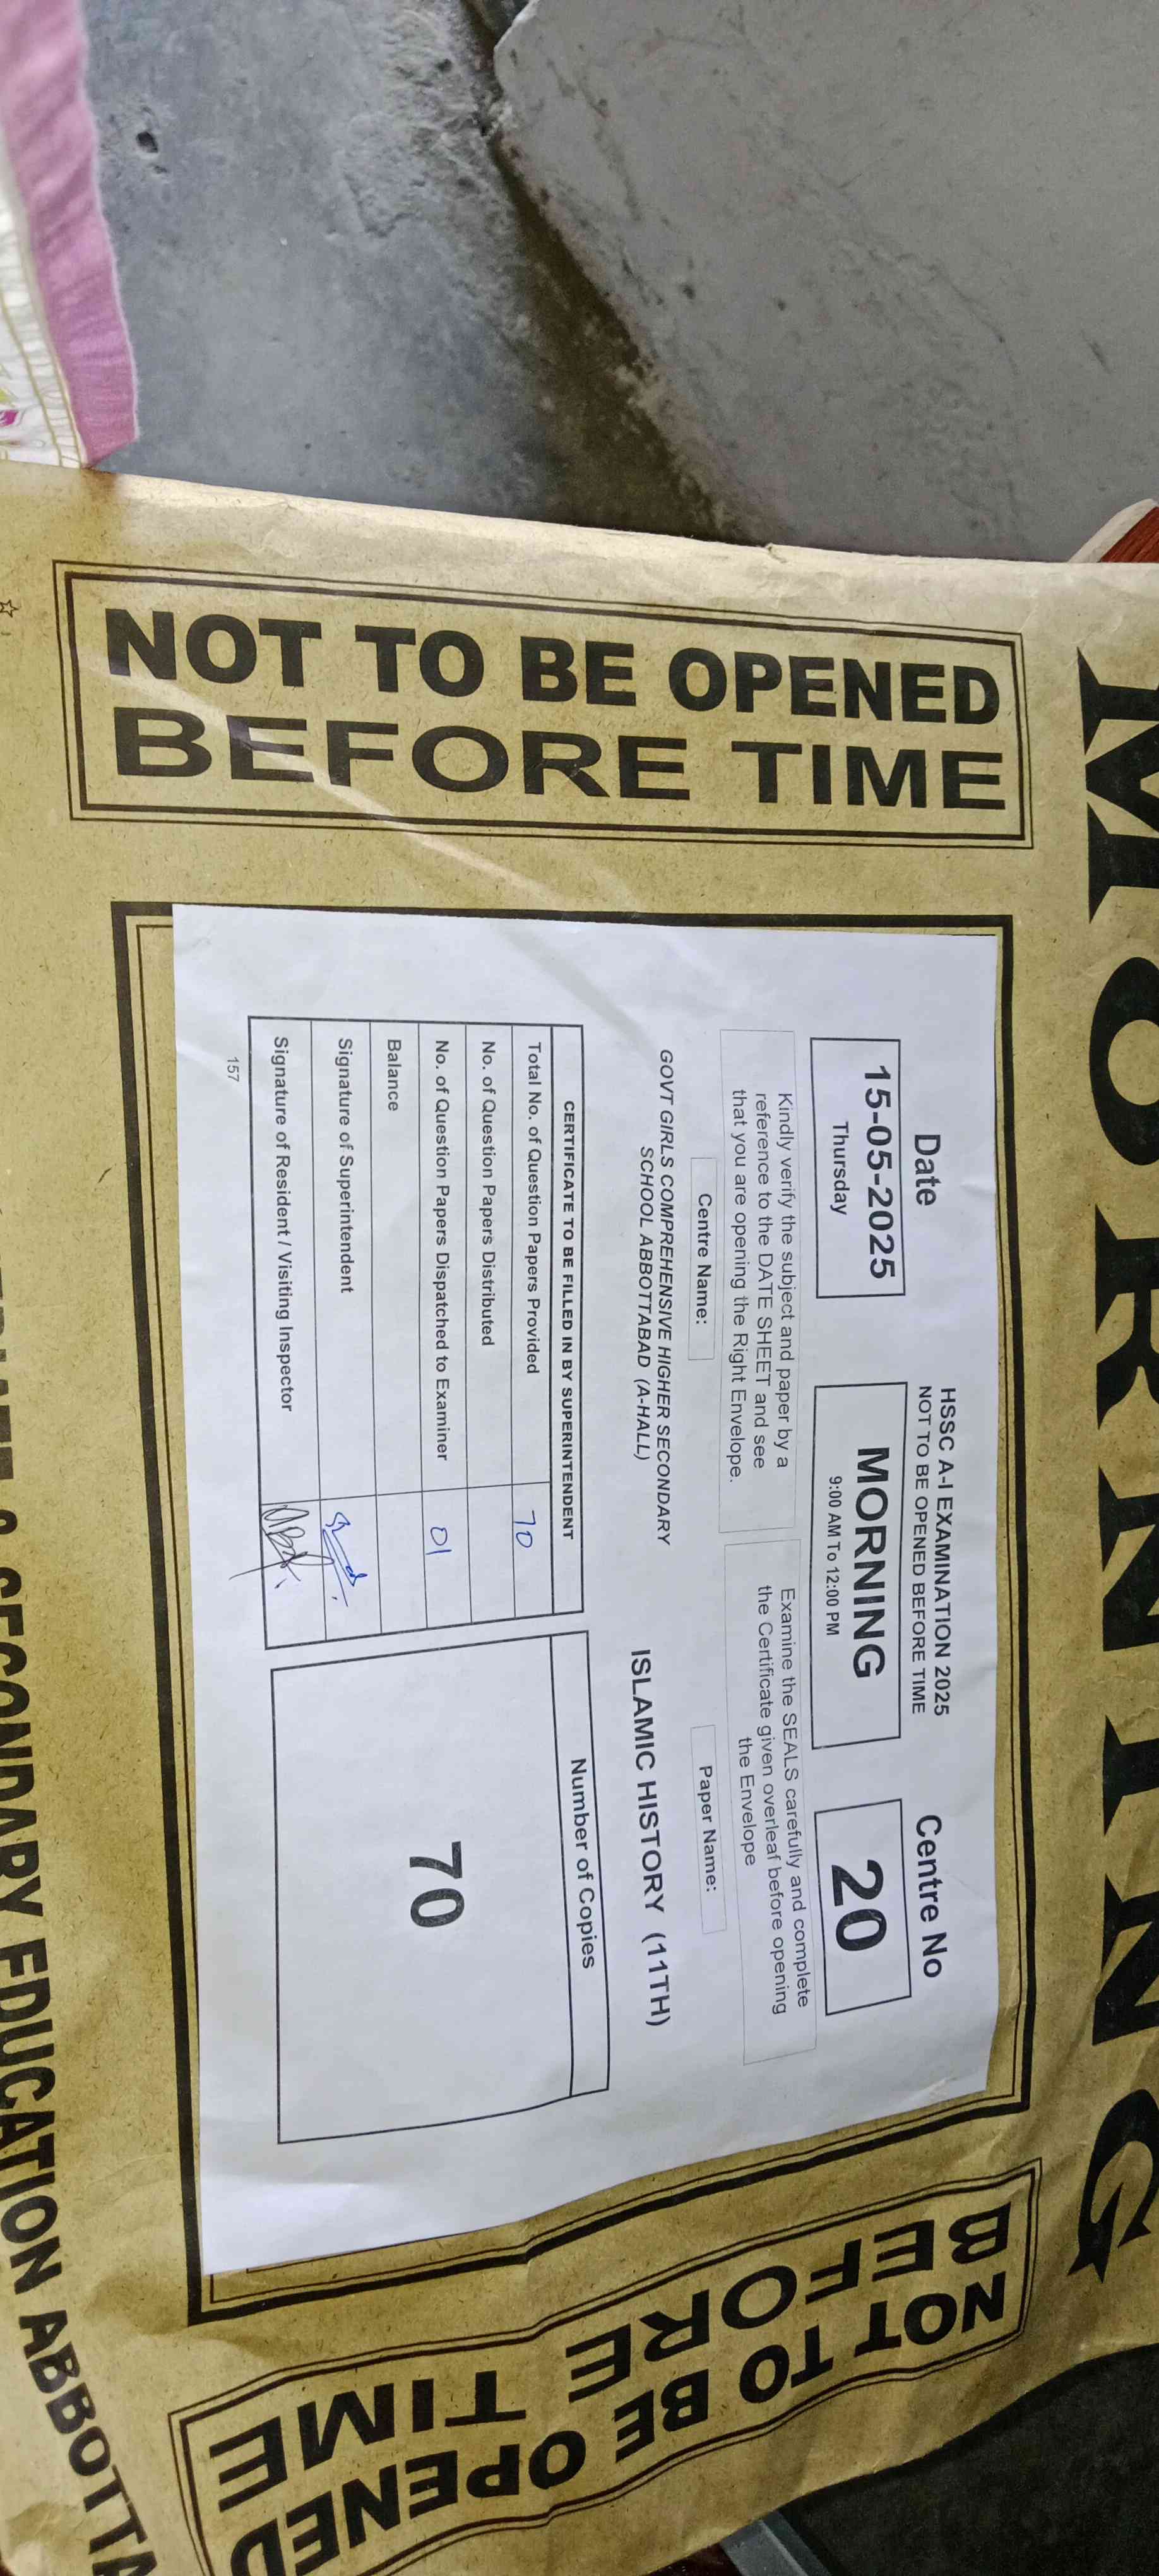 MORNING
NOT TO BE OPENED
BEFORE TIME
Date
15-05-2025
Thursday
HSSC A-I EXAMINATION 2025
NOT TO BE OPENED BEFORE TIME
MORNING
9:00 AM To 12:00 PM
Centre No
20
Kindly verify the subject and paper by a
reference to the DATE SHEET and see
that you are opening the Right Envelope.
Examine the SEALS carefully and complete
the Certificate given overleaf before opening
the Envelope
Centre Name:
GOVT GIRLS COMPREHENSIVE HIGHER SECONDARY
SCHOOL ABBOTTABAD (A-HALL)
Paper Name:
ISLAMIC HISTORY (11TH)
CERTIFICATE TO BE FILLED IN BY SUPERINTENDENT
Total No. of Question Papers Provided 70
No. of Question Papers Distributed
No. of Question Papers Dispatched to Examiner 01
Balance
Signature of Superintendent
Signature of Resident / Visiting Inspector
157
Number of Copies
70
NOT TO BE OPENED
BEFORE TIME
SECONDARY EDUCATION ABBOTTA